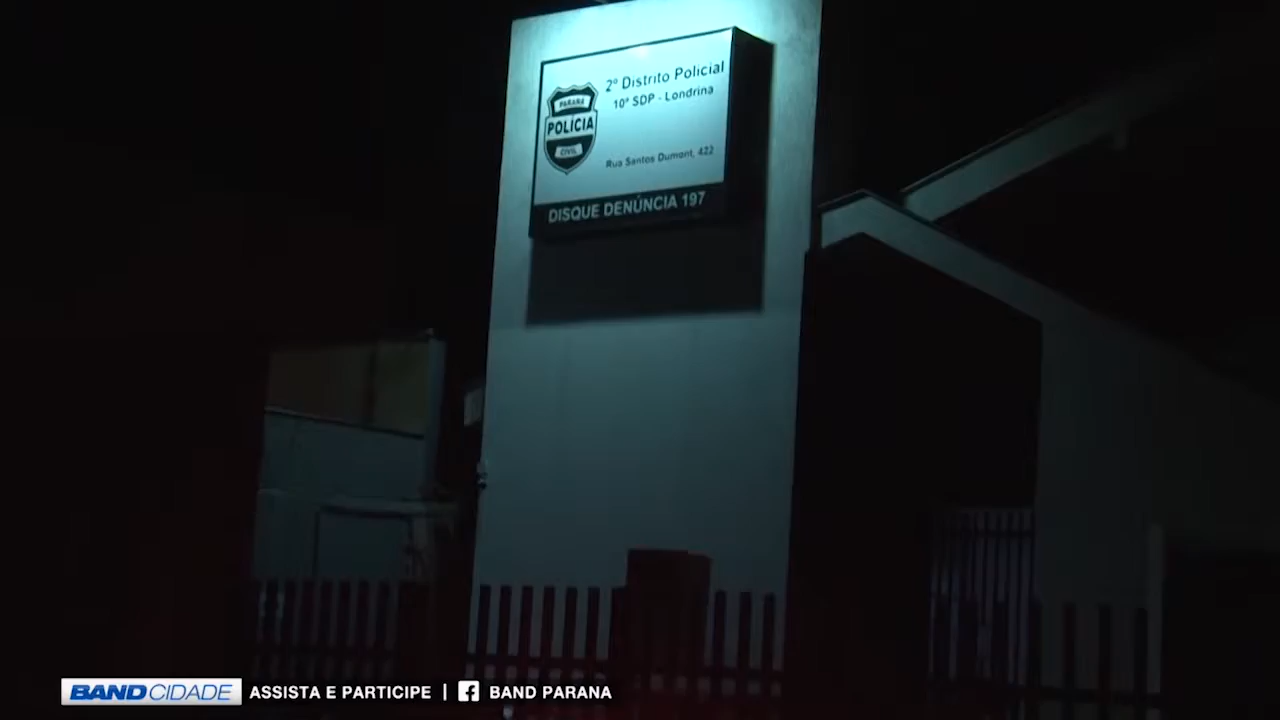 2º Distrito Policial
10ª SDP - Londrina
PARANÁ
POLÍCIA
CIVIL
Rua Santos Dumont, 422
DISQUE DENÚNCIA 197
BANDCIDADE ASSISTA E PARTICIPE | BAND PARANA